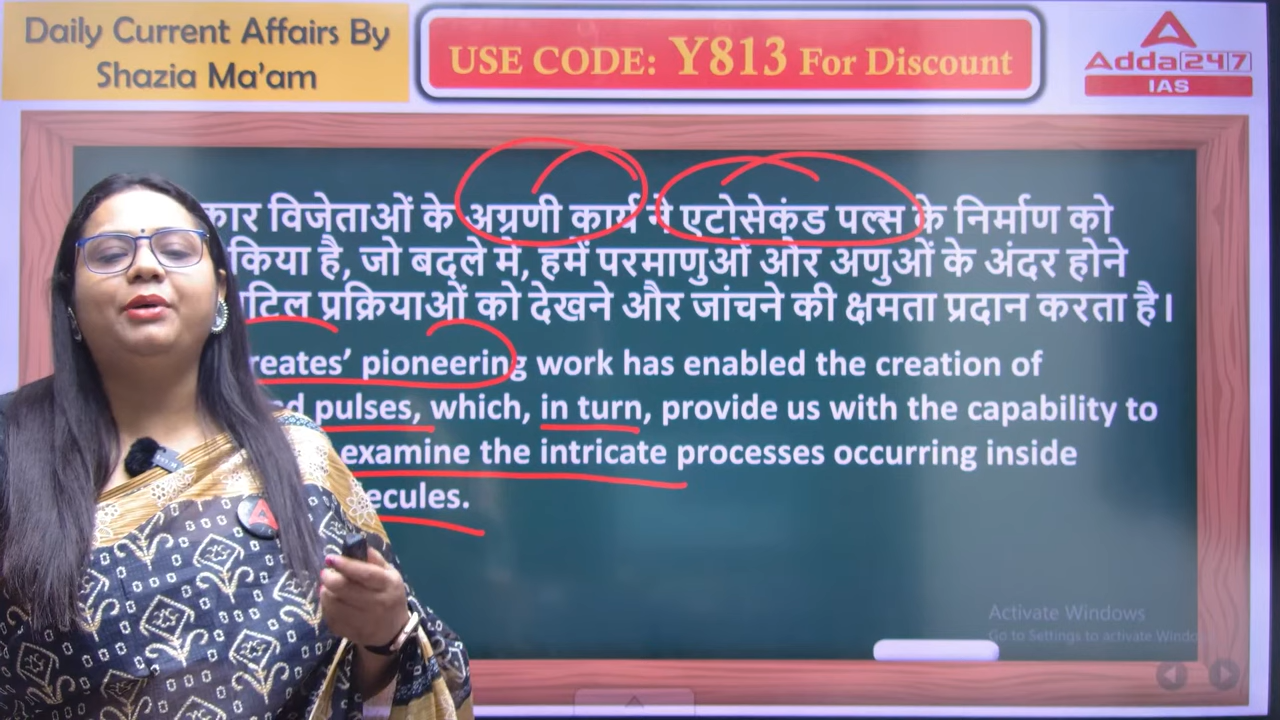 Daily Current Affairs By
Shazia Ma'am
USE CODE: Y813 For Discount
Adda 247
IAS
विजेताओं के अग्रणी कार्य ने एटोसेकंड पल्स के निर्माण को
किया है, जो बदले में, हमें परमाणुओं और अणुओं के अंदर होने
प्रक्रियाओं को देखने और जांचने की क्षमता प्रदान करता है।
pioneering work has enabled the creation of
pulses, which, in turn, provide us with the capability to
examine the intricate processes occurring inside
Activate Windows
Go to Settings to activate